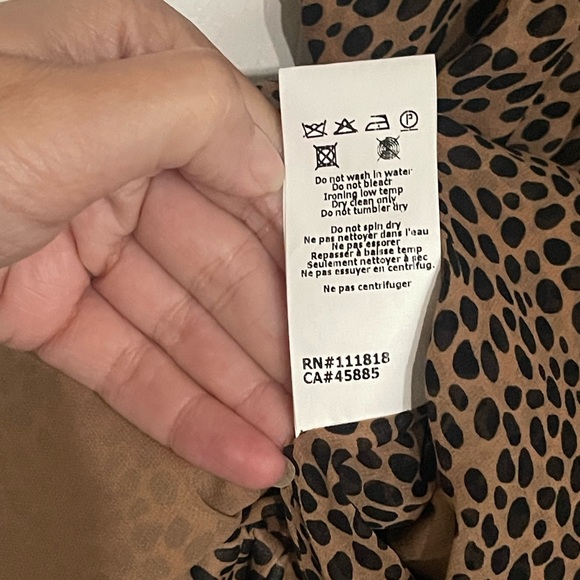 P
Do not wash in water
Do not bleach
Ironing low temp
Dry clean only
Do not tumbler dry
Do not spin dry
Ne pas nettoyer dans l'eau
Ne pas essorer
Repasser à baisse temp
Seulement nettoyer à sec
Ne pas essuyer en centrifug.
Ne pas centrifuger
RN#111818
CA#45885